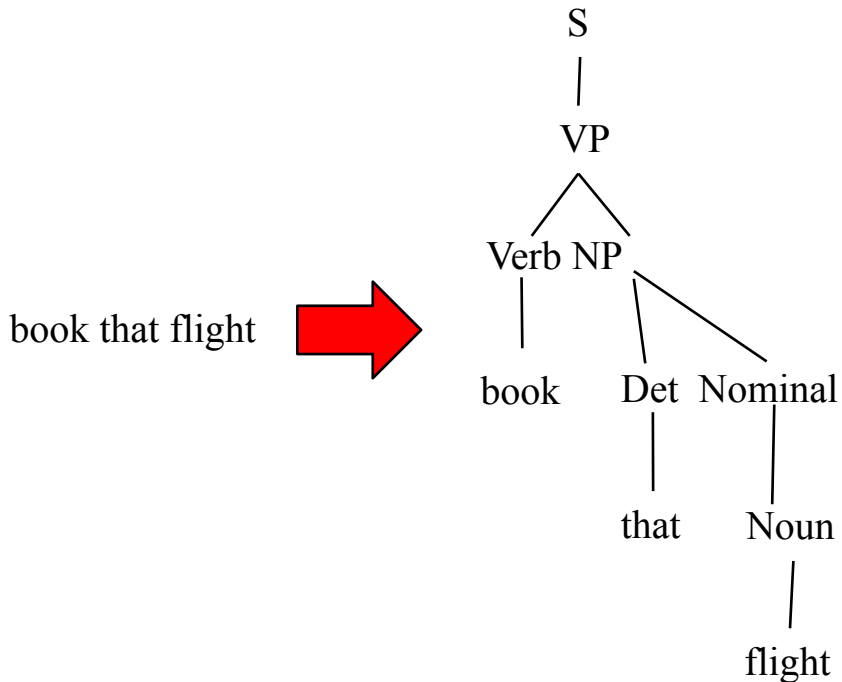 S
VP
Verb NP
book that flight
book
Det Nominal
that
Noun
flight